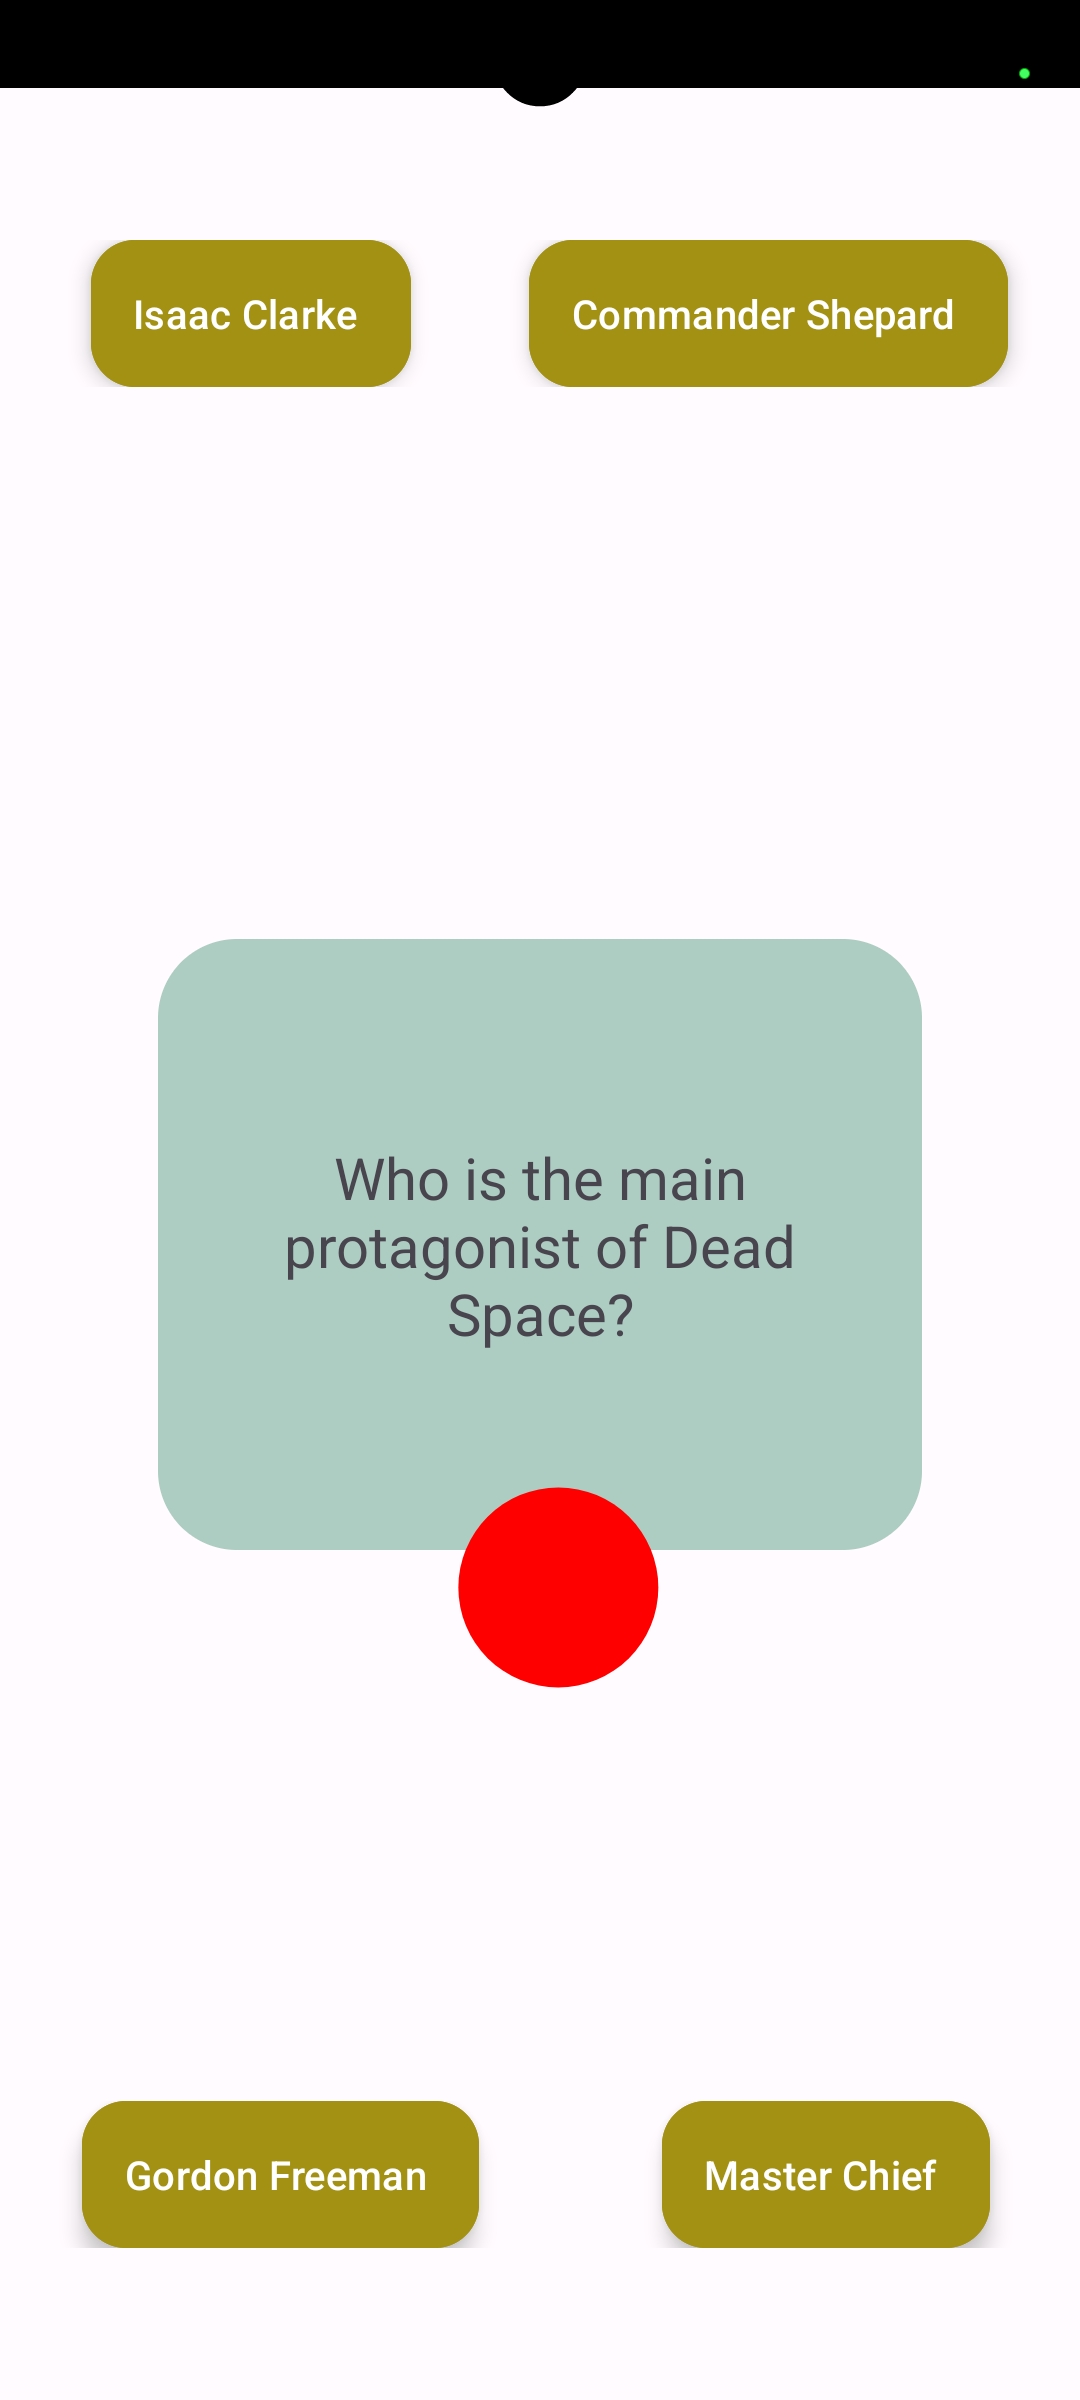 Isaac Clarke
Commander Shepard
Who is the main
protagonist of Dead
Space?
Gordon Freeman
Master Chief